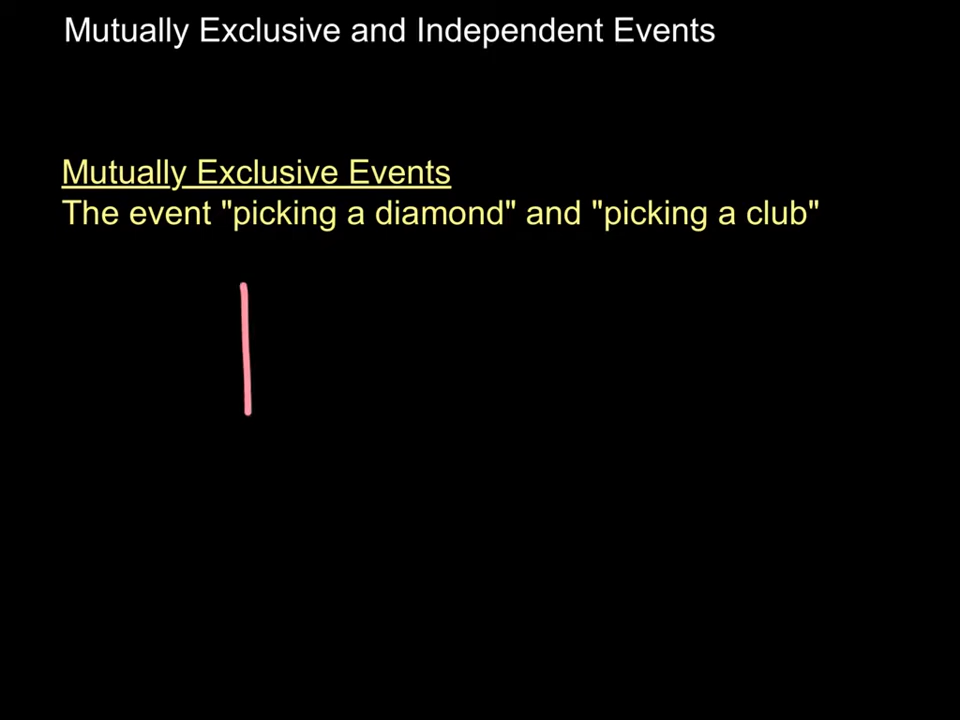 Mutually Exclusive and Independent Events
Mutually Exclusive Events
The event "picking a diamond" and "picking a club"